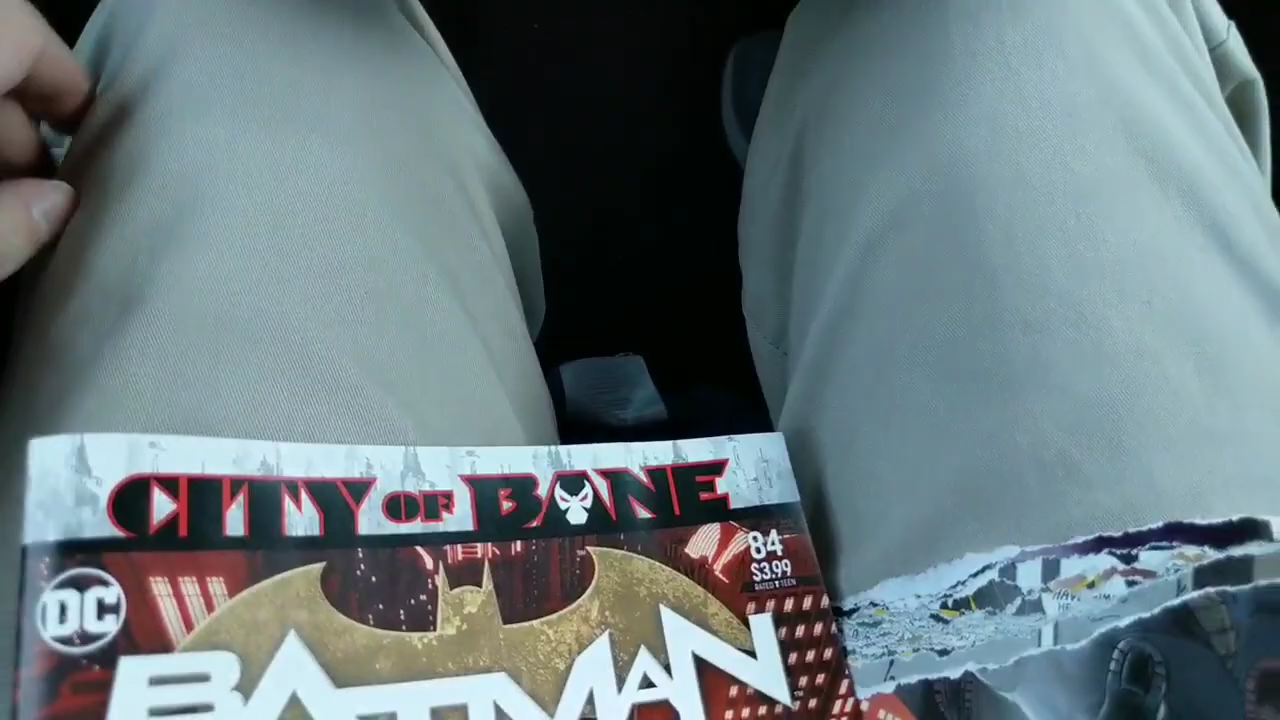 CITY OF BANE
84
$3.99
RATED T TEEN
DC
BATMAN